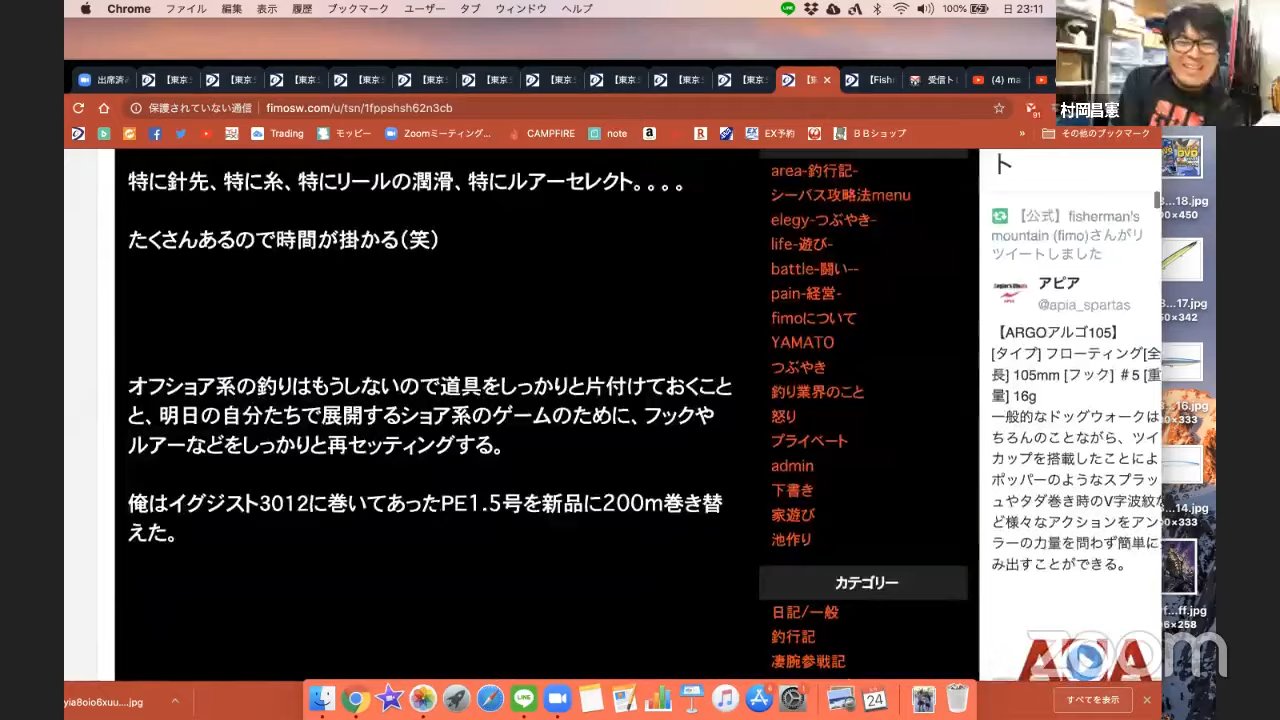 Chrome ファイル 編集 表示 履歴 ブックマーク ユーザー タブ ウィンドウ ヘルプ
100%
日 23:11
村岡昌憲
保護されていない通信 fimosw.com/u/tsn/1fppshsh62n3cb
91
Trading モッピー Zoomミーティング... CAMPFIRE note EX予約 BBショップ » その他のブックマーク
特に針先、特に糸、特にリールの潤滑、特にルアーセレクト。。。。
たくさんあるので時間が掛かる（笑）
オフショア系の釣りはもうしないので道具をしっかりと片付けておくこと
と、明日の自分たちで展開するショア系のゲームのために、フックや
ルアーなどをしっかりと再セッティングする。
俺はイグジスト3012に巻いてあったPE1.5号を新品に200m巻き替
えた。
area-釣行記-
シーバス攻略法menu
elegy-つぶやき-
life-遊び-
battle-闘い--
pain-経営-
fimoについて
YAMATO
つぶやき
釣り業界のこと
怒り
プライベート
admin
下書き
家遊び
池作り
カテゴリー
日記/一般
釣行記
凄腕参戦記
ト
【公式】fisherman's
mountain (fimo)さんがリ
ツイートしました
アピア
@apia_spartas
【ARGOアルゴ105】
[タイプ] フローティング[全
長] 105mm [フック] ＃5 [重
量] 16g
一般的なドッグウォークは
ちろんのことながら、ツイ
カップを搭載したことによ
ポッパーのようなスプラッ
ュやタダ巻き時のV字波紋な
ど様々なアクションをアン
ラーの力量を問わず簡単に
み出すことができる。
...18.jpg
...17.jpg
...16.jpg
...14.jpg
zoom
24
すべてを表示